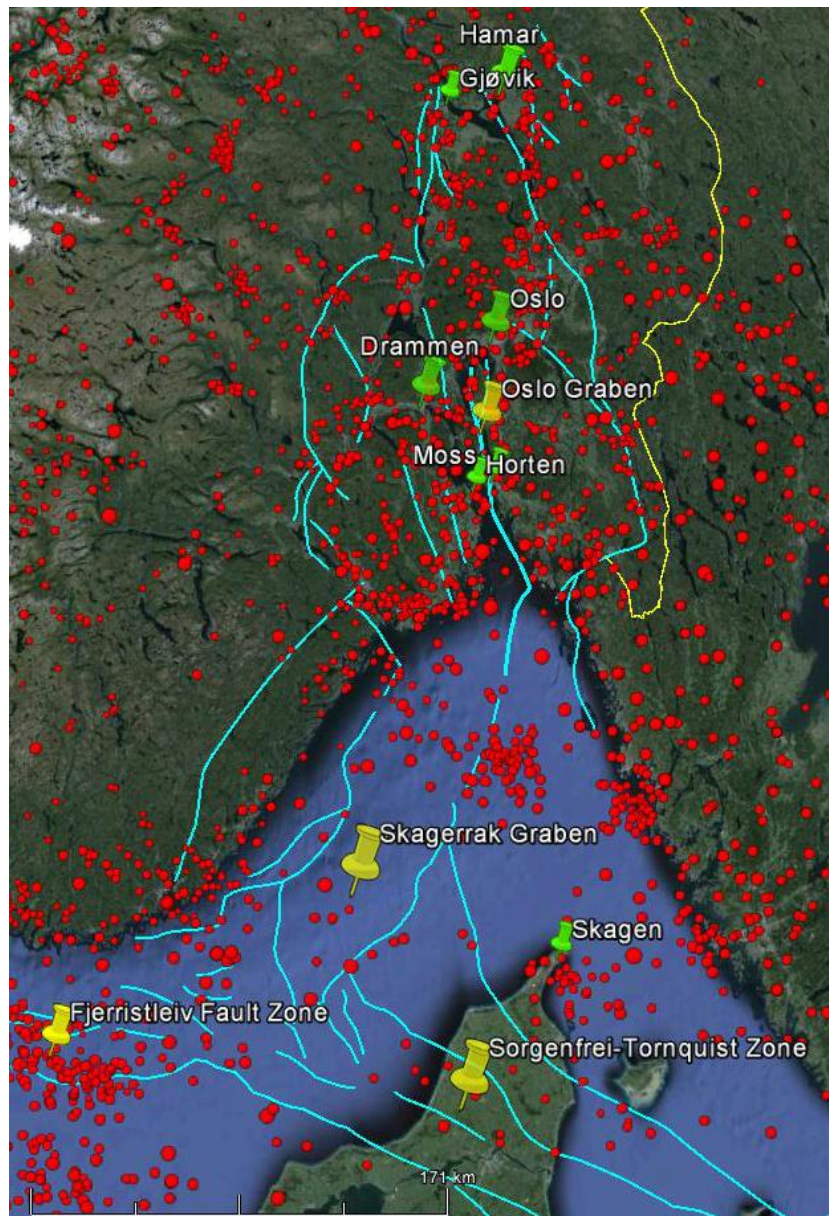 Hamar
Gjøvik
Oslo
Drammen
Oslo Graben
Moss
Horten
Skagerrak Graben
Skagen
Fjerristleiv Fault Zone
Sorgenfrei-Tornquist Zone
171 km